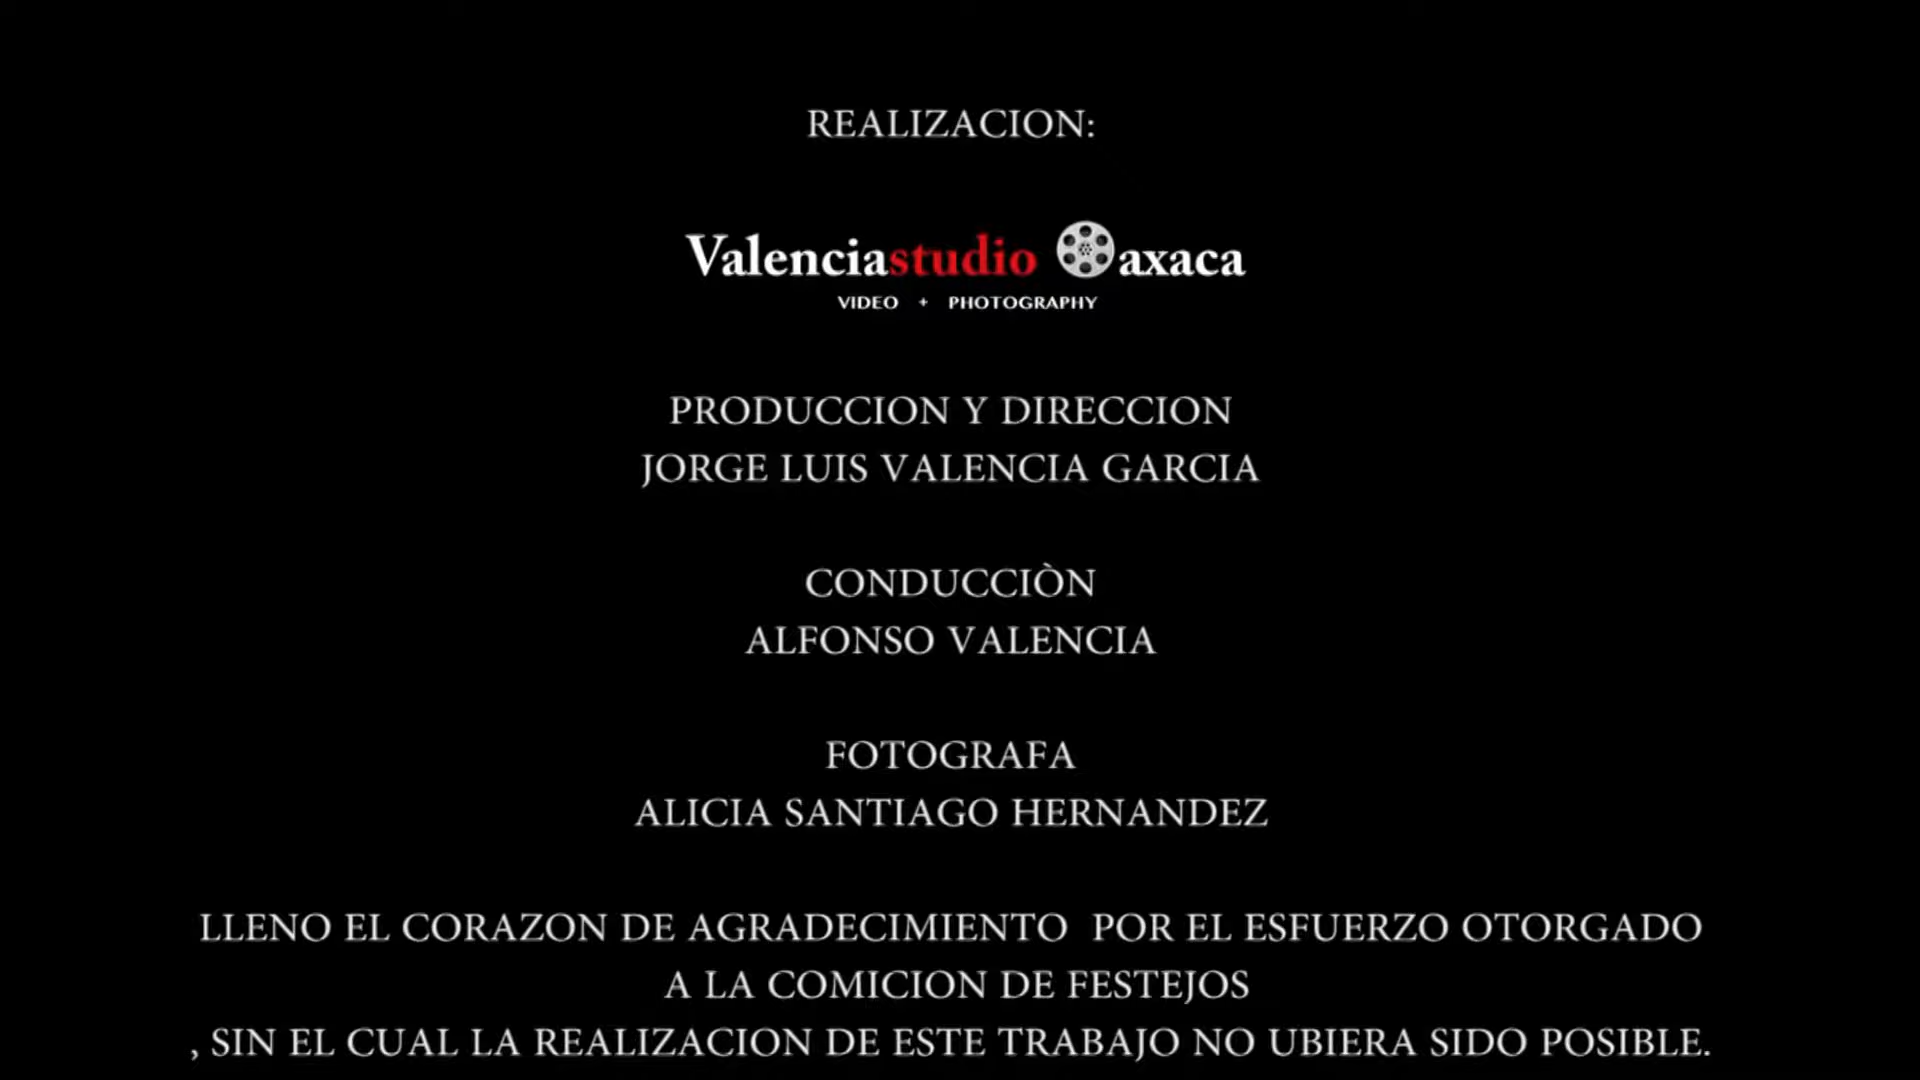 REALIZACION:
Valenciastudio Oaxaca
VIDEO + PHOTOGRAPHY
PRODUCCION Y DIRECCION
JORGE LUIS VALENCIA GARCIA
CONDUCCIÒN
ALFONSO VALENCIA
FOTOGRAFA
ALICIA SANTIAGO HERNANDEZ
LLENO EL CORAZON DE AGRADECIMIENTO  POR EL ESFUERZO OTORGADO
A LA COMICION DE FESTEJOS
, SIN EL CUAL LA REALIZACION DE ESTE TRABAJO NO UBIERA SIDO POSIBLE.